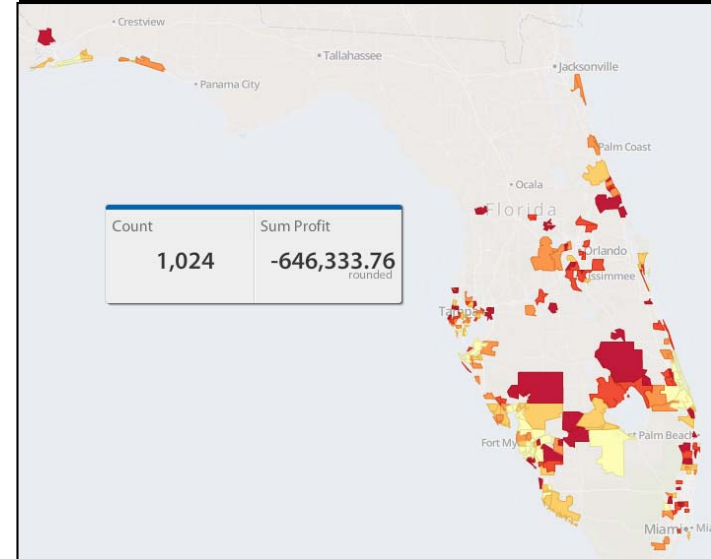 Crestview
Tallahassee
Jacksonville
Panama City
Palm Coast
Ocala
Florida
Count
Sum Profit
1,024
-646,333.76
rounded
Orlando
Kissimmee
Tampa
Fort My
Palm Beach
Miami